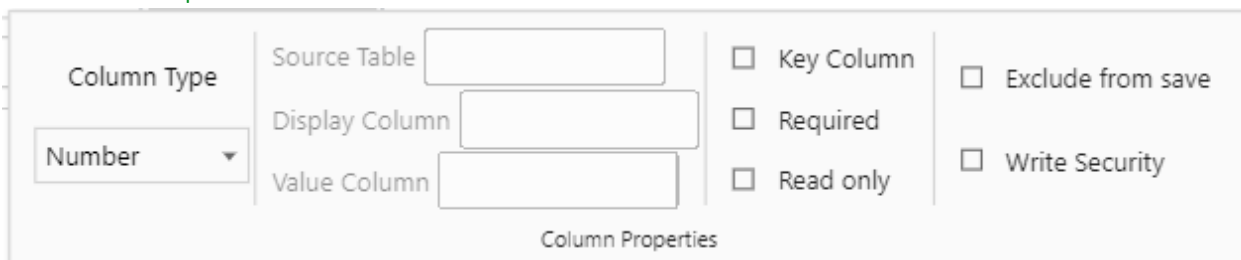 Column Type
Number
Source Table
Display Column
Value Column
Key Column
Required
Read only
Exclude from save
Write Security
Column Properties